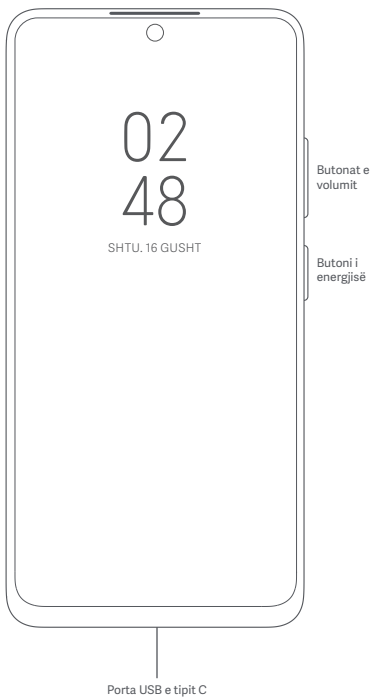 02
48
SHTU. 16 GUSHT
Butonat e
volumit
Butoni i
energjisë
Porta USB e tipit C